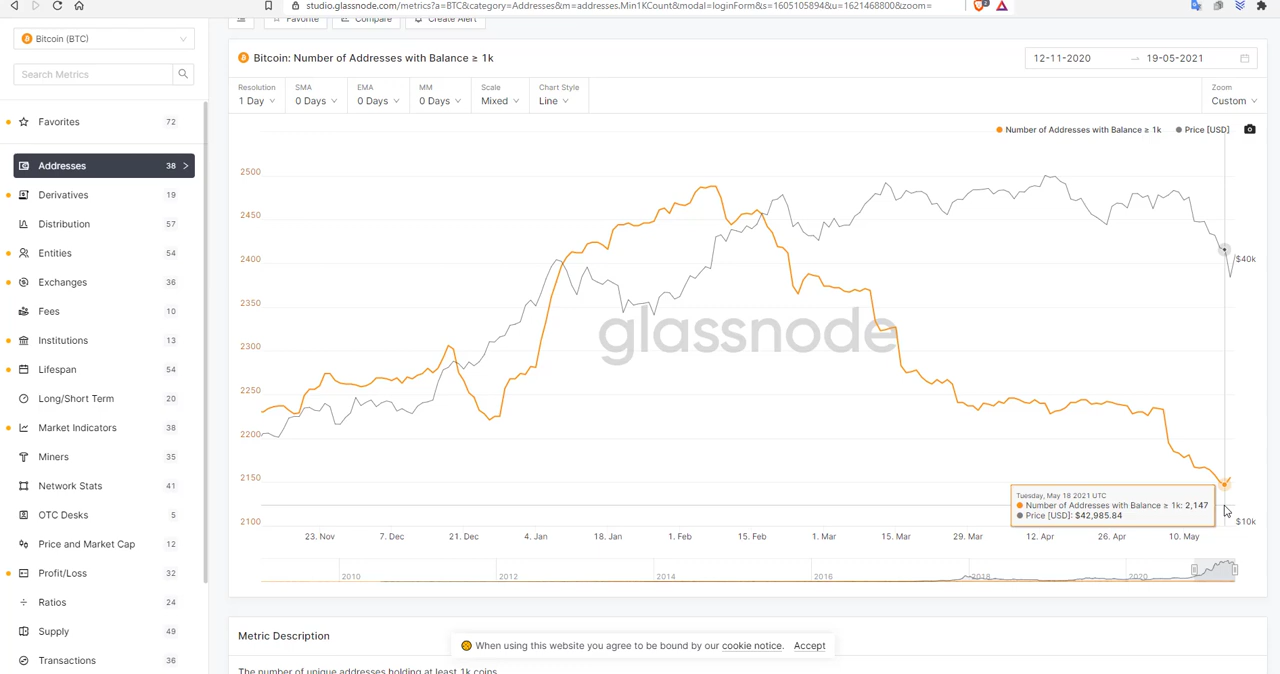 studio.glassnode.com/metrics?a=BTC&category=Addresses&m=addresses.Min1KCount&modal=loginForm&s=1605105894&u=1621468800&zoom=
Bitcoin (BTC)
Search Metrics
Favorites 72
Addresses 38
Derivatives 19
Distribution 57
Entities 54
Exchanges 36
Fees 10
Institutions 13
Lifespan 54
Long/Short Term 20
Market Indicators 38
Miners 35
Network Stats 41
OTC Desks 5
Price and Market Cap 12
Profit/Loss 32
Ratios 24
Supply 49
Transactions 36
Favorite Compare Create Alert
Bitcoin: Number of Addresses with Balance ≥ 1k
12-11-2020 → 19-05-2021
Resolution SMA EMA MM Scale Chart Style Zoom
1 Day 0 Days 0 Days 0 Days Mixed Line Custom
Number of Addresses with Balance ≥ 1k Price [USD]
2500
2450
2400
2350
2300
2250
2200
2150
2100
$40k
$10k
glassnode
Tuesday, May 18 2021 UTC
Number of Addresses with Balance ≥ 1k: 2,147
Price [USD]: $42,985.84
23. Nov 7. Dec 21. Dec 4. Jan 18. Jan 1. Feb 15. Feb 1. Mar 15. Mar 29. Mar 12. Apr 26. Apr 10. May
2010 2012 2014 2016 2018 2020
Metric Description
When using this website you agree to be bound by our cookie notice. Accept
The number of unique addresses holding at least 1k coins.